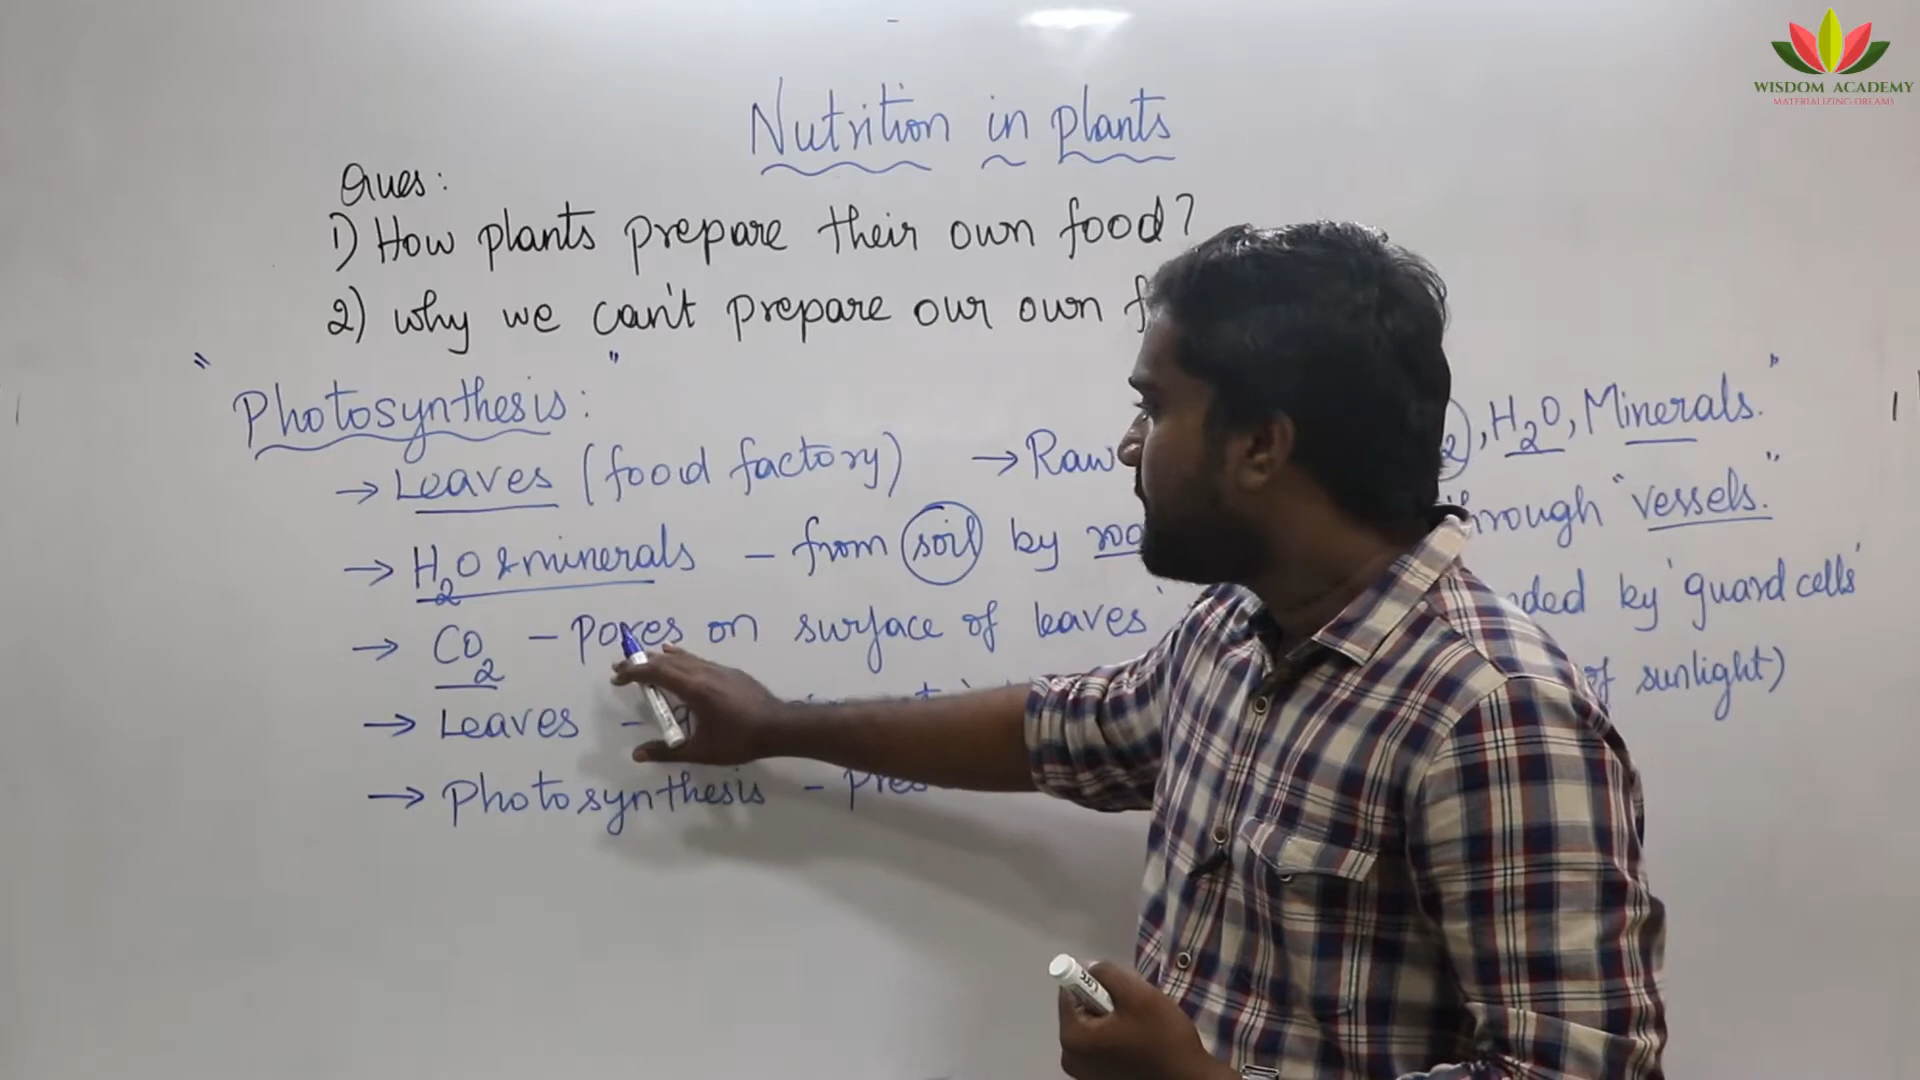 WISDOM ACADEMY
MATERIALIZING DREAMS
Nutrition in plants
Ques:
1) How plants prepare their own food?
2) why we can't prepare our own
" Photosynthesis: "
→ Leaves (food factory) → Raw , H2O, Minerals."
→ H2O & minerals - from soil by through "vessels."
→ CO2 - Pores on surface of leaves' by 'guard cells'
→ Leaves - of sunlight)
→ Photosynthesis -